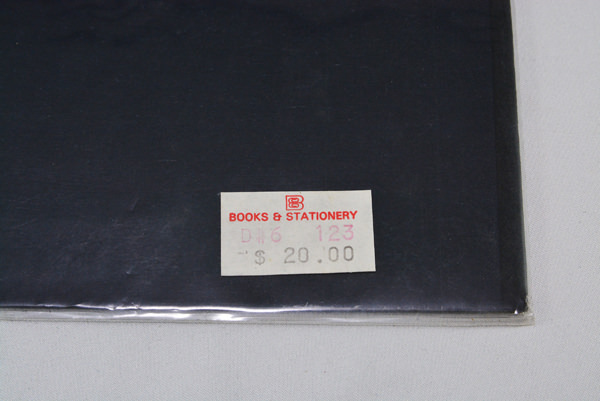 B
BOOKS & STATIONERY
123
$ 20.00